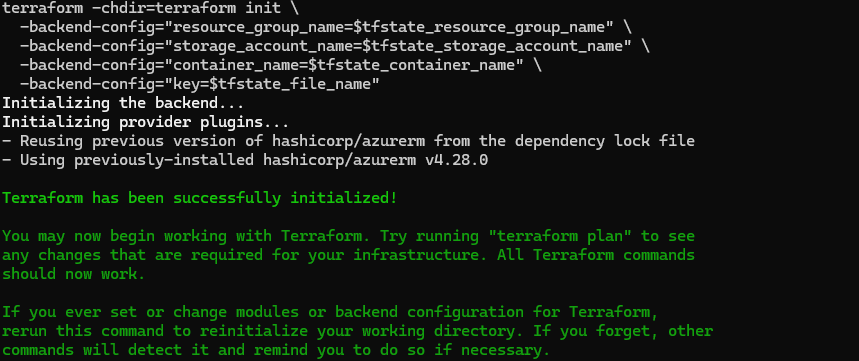 terraform -chdir=terraform init \
-backend-config="resource_group_name=$tfstate_resource_group_name" \
-backend-config="storage_account_name=$tfstate_storage_account_name" \
-backend-config="container_name=$tfstate_container_name" \
-backend-config="key=$tfstate_file_name"
Initializing the backend...
Initializing provider plugins...
- Reusing previous version of hashicorp/azurerm from the dependency lock file
- Using previously-installed hashicorp/azurerm v4.28.0
Terraform has been successfully initialized!
You may now begin working with Terraform. Try running "terraform plan" to see
any changes that are required for your infrastructure. All Terraform commands
should now work.
If you ever set or change modules or backend configuration for Terraform,
rerun this command to reinitialize your working directory. If you forget, other
commands will detect it and remind you to do so if necessary.